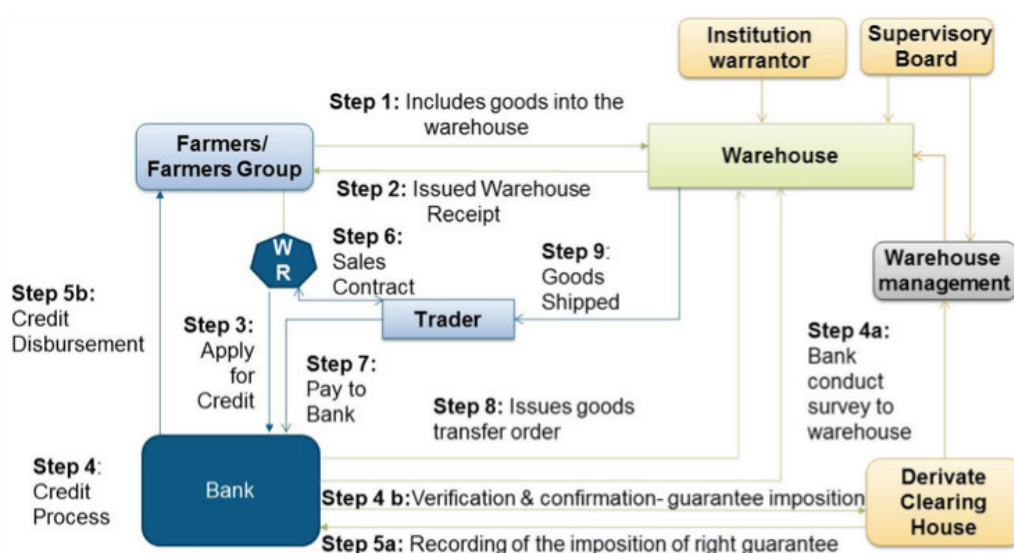 Institution
warrantor
Supervisory
Board
Step 1: Includes goods into the
warehouse
Farmers/
Farmers Group
Warehouse
Step 2: Issued Warehouse
Receipt
W
R
Step 6:
Sales
Contract
Step 9:
Goods
Shipped
Warehouse
management
Step 5b:
Credit
Disbursement
Step 3:
Apply
for
Credit
Trader
Step 7:
Pay to
Bank
Step 4a:
Bank
conduct
survey to
warehouse
Step 8: Issues goods
transfer order
Step 4:
Credit
Process
Bank
Step 4 b:Verification & confirmation- guarantee imposition
Derivate
Clearing
House
Step 5a: Recording of the imposition of right guarantee